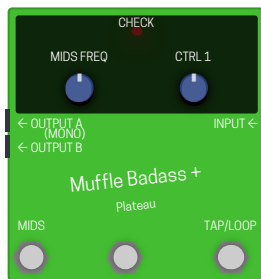 CHECK
MIDS FREQ CTRL 1
← OUTPUT A INPUT ←
(MONO)
← OUTPUT B
Muffle Badass +
Plateau
MIDS TAP/LOOP